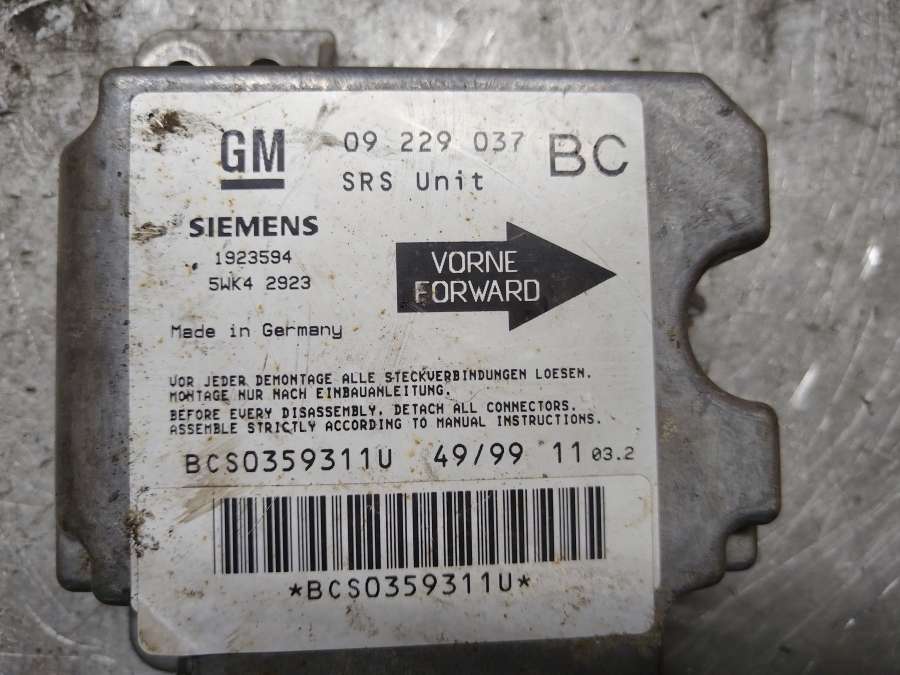 GM
09 229 037 BC
SRS Unit
SIEMENS
1923594
5WK4 2923
VORNE
FORWARD
Made in Germany
VOR JEDER DEMONTAGE ALLE STECKVERBINDUNGEN LOESEN.
MONTAGE NUR NACH EINBAUANLEITUNG.
BEFORE EVERY DISASSEMBLY, DETACH ALL CONNECTORS.
ASSEMBLE STRICTLY ACCORDING TO MANUAL INSTRUCTIONS.
BCS0359311U 49/99 11 03.2
*BCS0359311U*